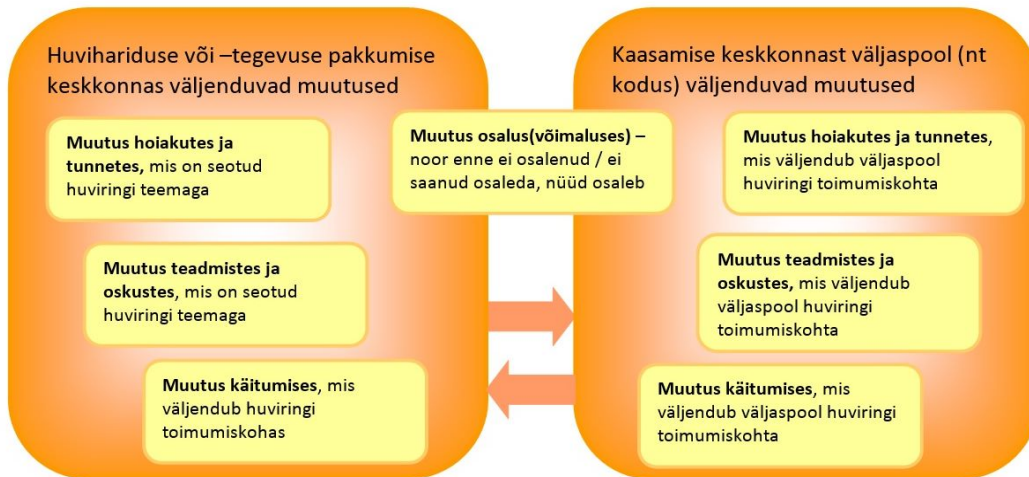 Huvihariduse või –tegevuse pakkumise
keskkonnas väljenduvad muutused
Muutus hoiakutes ja
tunnetes, mis on seotud
huviringi teemaga
Muutus teadmistes ja
oskustes, mis on seotud
huviringi teemaga
Muutus käitumises, mis
väljendub huviringi
toimumiskohas
Muutus osalus(võimaluses) –
noor enne ei osalenud / ei
saanud osaleda, nüüd osaleb
Kaasamise keskkonnast väljaspool (nt
kodus) väljenduvad muutused
Muutus hoiakutes ja tunnetes,
mis väljendub väljaspool
huviringi toimumiskohta
Muutus teadmistes ja
oskustes, mis väljendub
väljaspool huviringi
toimumiskohta
Muutus käitumises, mis
väljendub väljaspool huviringi
toimumiskohta